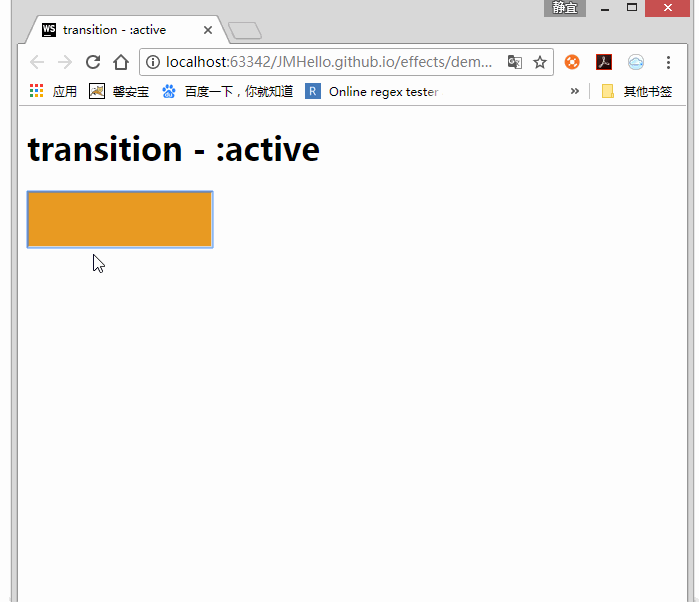 静宜
WS transition - :active
localhost:63342/JMHello.github.io/effects/dem...
应用 馨安宝 百度一下，你就知道 R Online regex tester » 其他书签
transition - :active